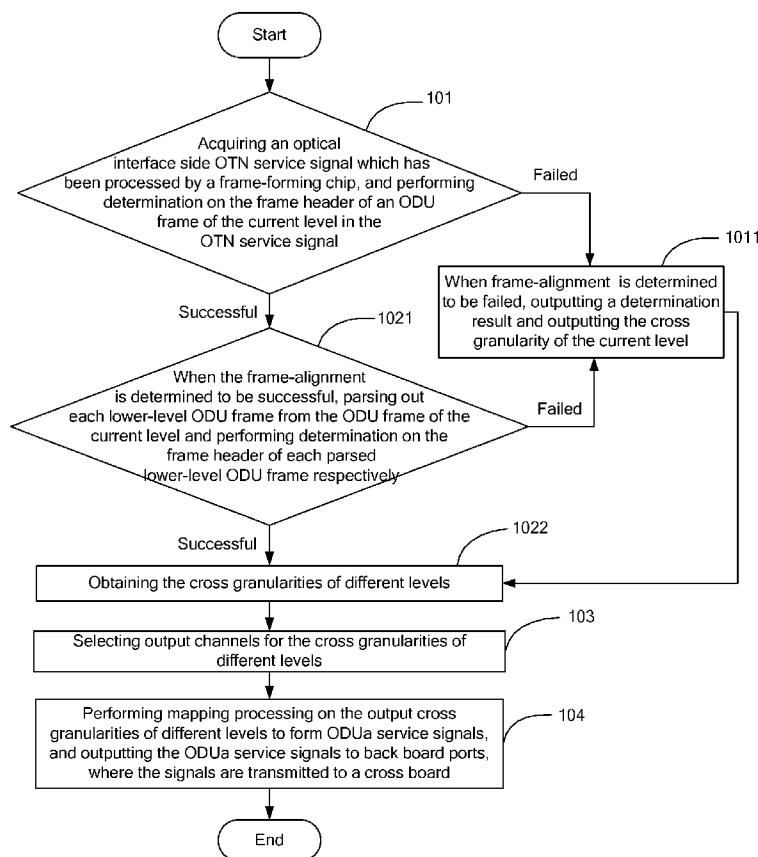 Start
101
Acquiring an optical
interface side OTN service signal which has
been processed by a frame-forming chip, and performing
determination on the frame header of an ODU
frame of the current level in the
OTN service signal
Failed
1011
When frame-alignment is determined
to be failed, outputting a determination
result and outputting the cross
granularity of the current level
Successful
1021
When the frame-alignment
is determined to be successful, parsing out
each lower-level ODU frame from the ODU frame of the
current level and performing determination on the
frame header of each parsed
lower-level ODU frame respectively
Failed
Successful
1022
Obtaining the cross granularities of different levels
103
Selecting output channels for the cross granularities of
different levels
Performing mapping processing on the output cross
granularities of different levels to form ODUa service signals,
and outputting the ODUa service signals to back board ports,
where the signals are transmitted to a cross board
104
End